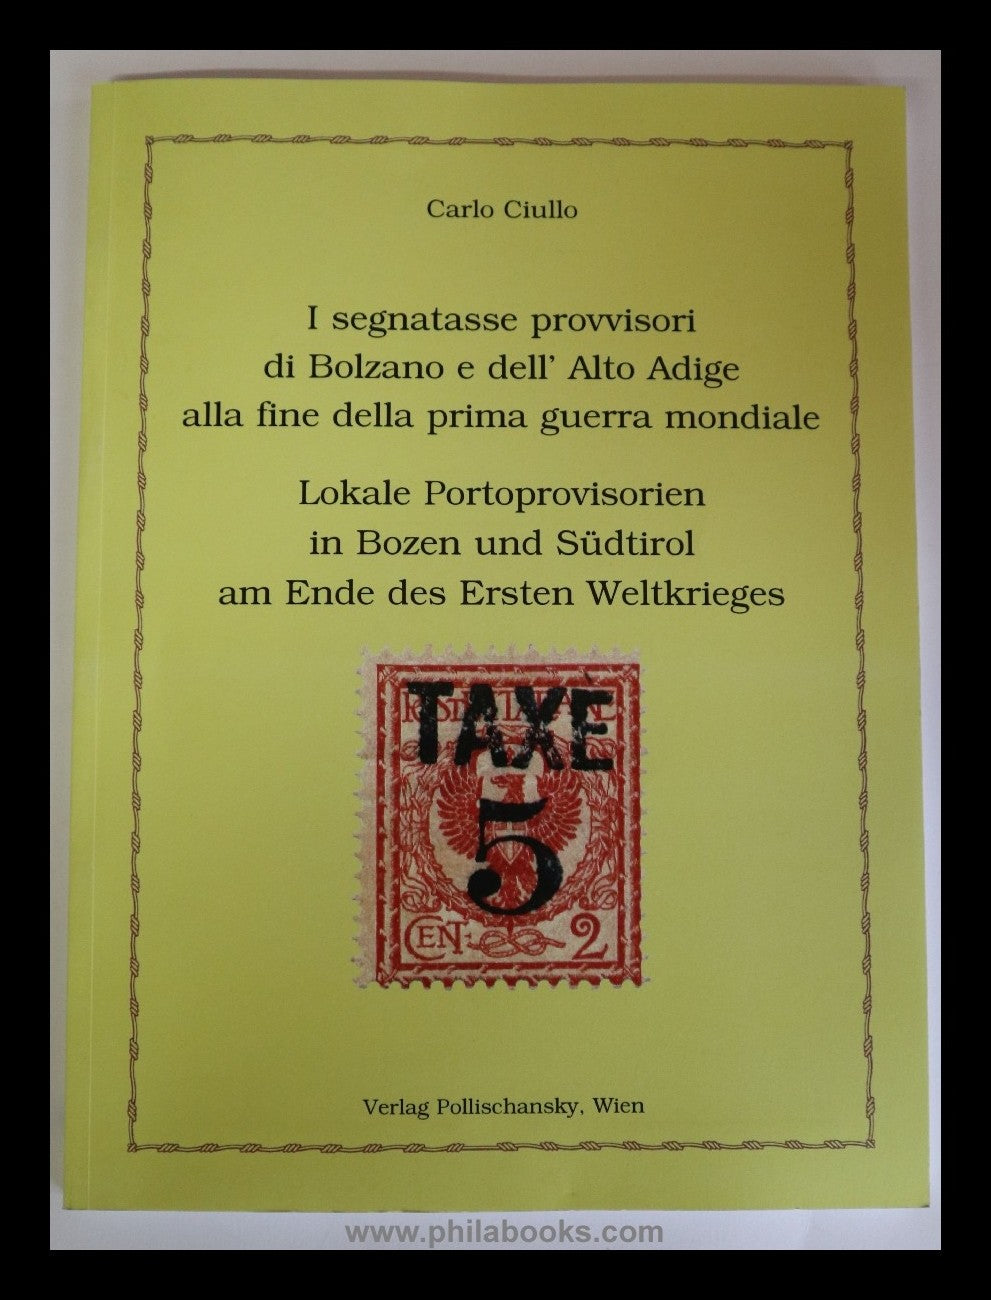 Carlo Ciullo
I segnatasse provvisori
di Bolzano e dell' Alto Adige
alla fine della prima guerra mondiale
Lokale Portoprovisorien
in Bozen und Südtirol
am Ende des Ersten Weltkrieges
TAXE
5
CENT. 2
Verlag Pollischansky, Wien
www.philabooks.com